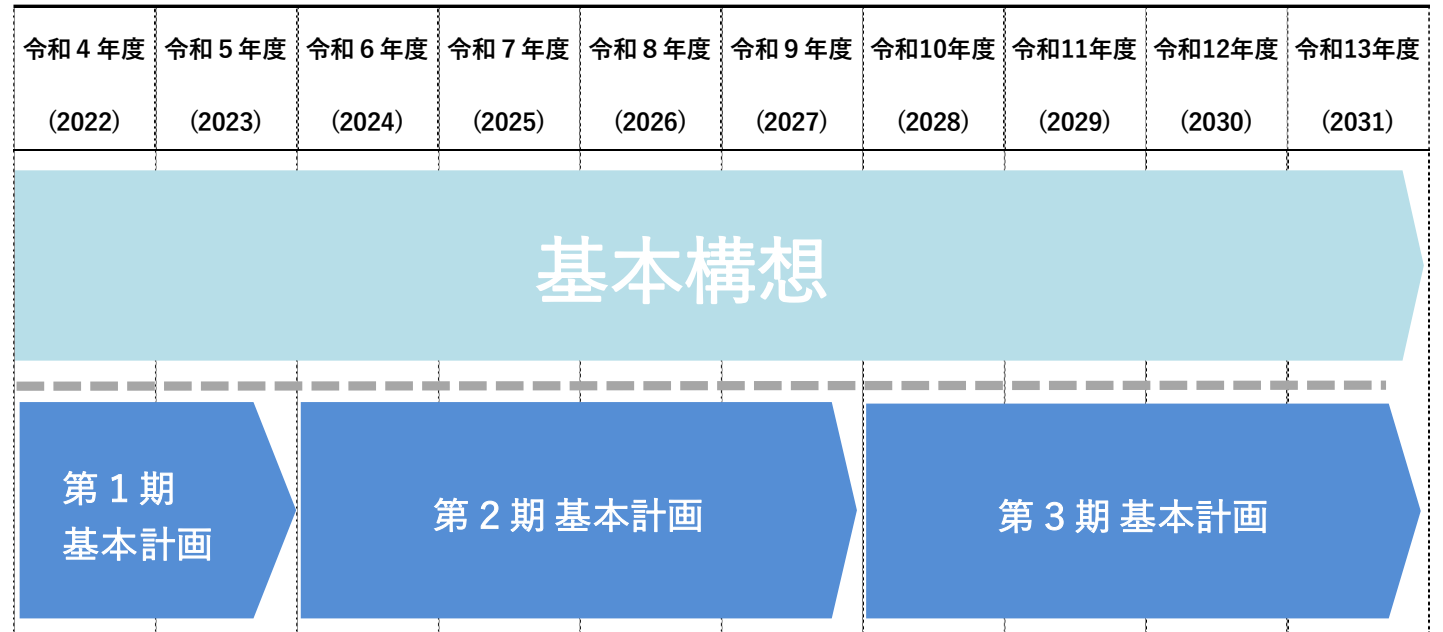 令和４年度 令和５年度 令和６年度 令和７年度 令和８年度 令和９年度 令和10年度 令和11年度 令和12年度 令和13年度
（2022） （2023） （2024） （2025） （2026） （2027） （2028） （2029） （2030） （2031）
基本構想
第１期
基本計画
第２期 基本計画
第３期 基本計画